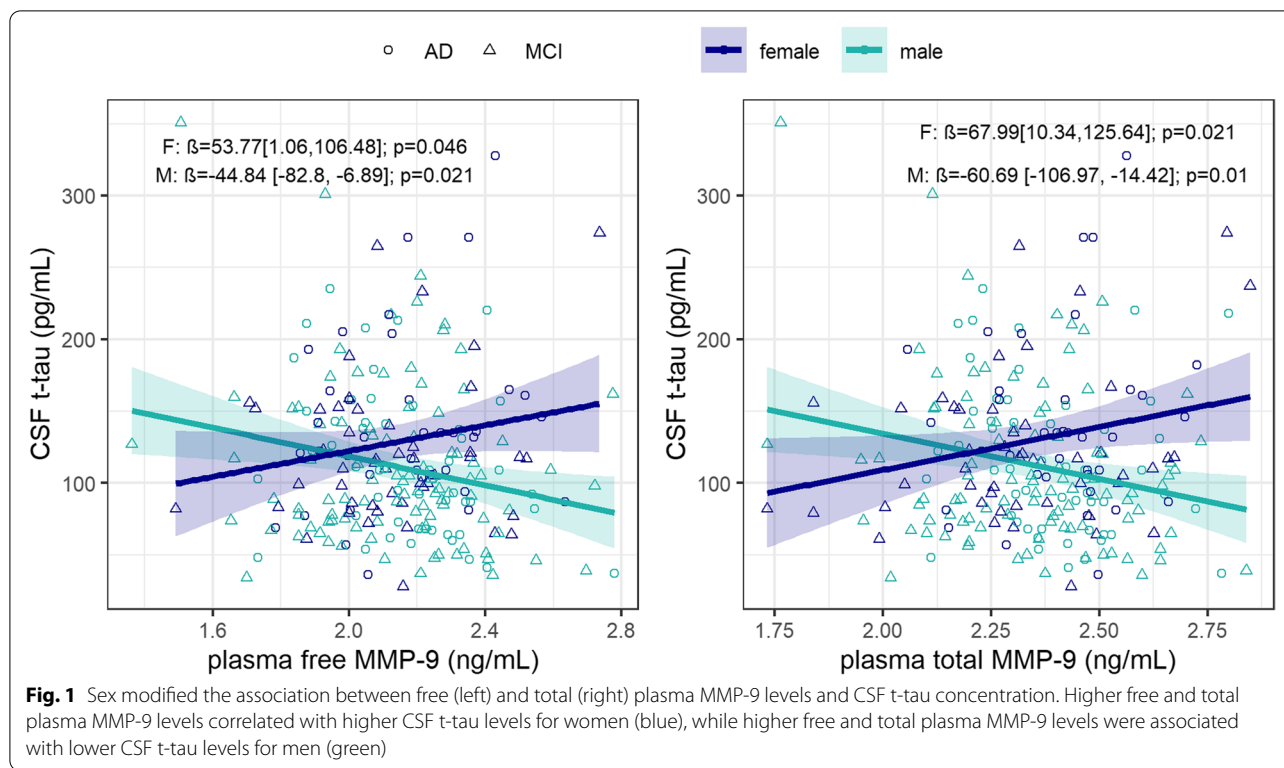 AD MCI female male
F: ß=53.77[1.06,106.48]; p=0.046
M: ß=-44.84 [-82.8, -6.89]; p=0.021
300
200
100
CSF t-tau (pg/mL)
1.6 2.0 2.4 2.8
plasma free MMP-9 (ng/mL)
F: ß=67.99[10.34,125.64]; p=0.021
M: ß=-60.69 [-106.97, -14.42]; p=0.01
300
200
100
CSF t-tau (pg/mL)
1.75 2.00 2.25 2.50 2.75
plasma total MMP-9 (ng/mL)
Fig. 1 Sex modified the association between free (left) and total (right) plasma MMP-9 levels and CSF t-tau concentration. Higher free and total
plasma MMP-9 levels correlated with higher CSF t-tau levels for women (blue), while higher free and total plasma MMP-9 levels were associated
with lower CSF t-tau levels for men (green)